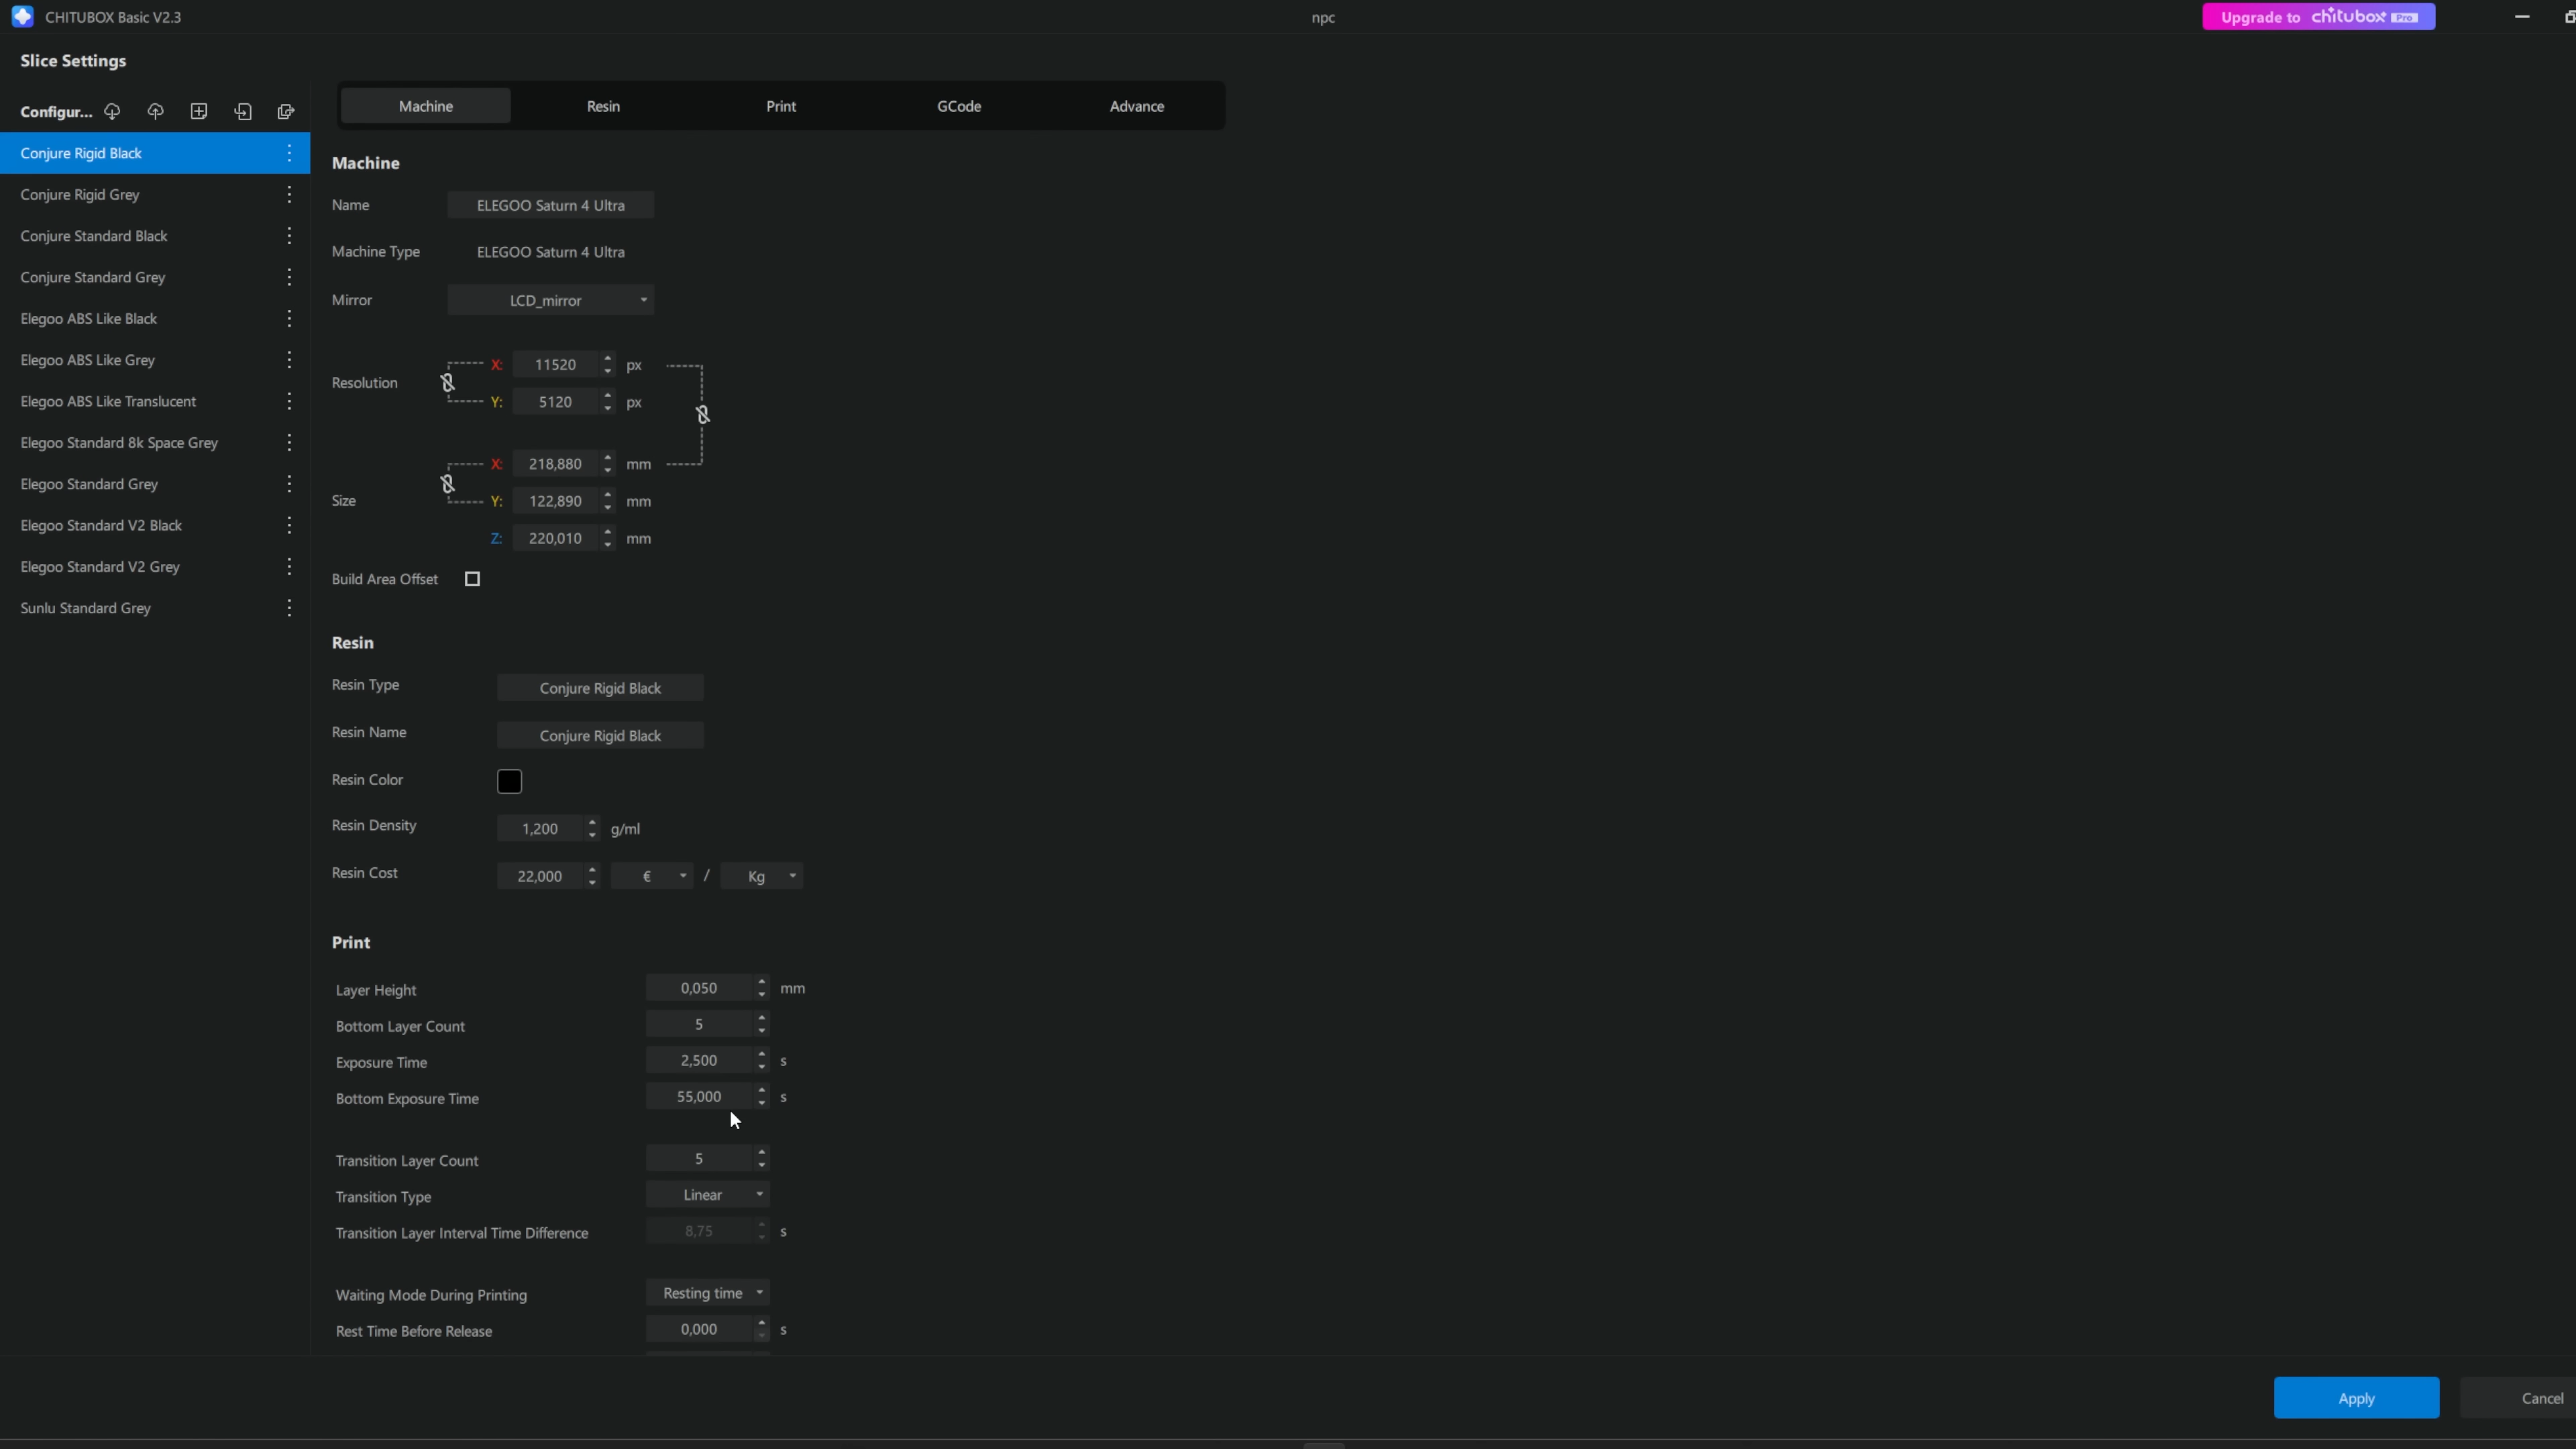 CHITUBOX Basic V2.3
npc
Upgrade to chitubox Pro
Slice Settings
Configur...
Machine Resin Print GCode Advance
Conjure Rigid Black
Conjure Rigid Grey
Conjure Standard Black
Conjure Standard Grey
Elegoo ABS Like Black
Elegoo ABS Like Grey
Elegoo ABS Like Translucent
Elegoo Standard 8k Space Grey
Elegoo Standard Grey
Elegoo Standard V2 Black
Elegoo Standard V2 Grey
Sunlu Standard Grey
Machine
Name ELEGOO Saturn 4 Ultra
Machine Type ELEGOO Saturn 4 Ultra
Mirror LCD_mirror
Resolution
X: 11520 px
Y: 5120 px
Size
X: 218,880 mm
Y: 122,890 mm
Z: 220,010 mm
Build Area Offset
Resin
Resin Type Conjure Rigid Black
Resin Name Conjure Rigid Black
Resin Color
Resin Density 1,200 g/ml
Resin Cost 22,000 € / Kg
Print
Layer Height 0,050 mm
Bottom Layer Count 5
Exposure Time 2,500 s
Bottom Exposure Time 55,000 s
Transition Layer Count 5
Transition Type Linear
Transition Layer Interval Time Difference 8,75 s
Waiting Mode During Printing Resting time
Rest Time Before Release 0,000 s
Apply
Cancel